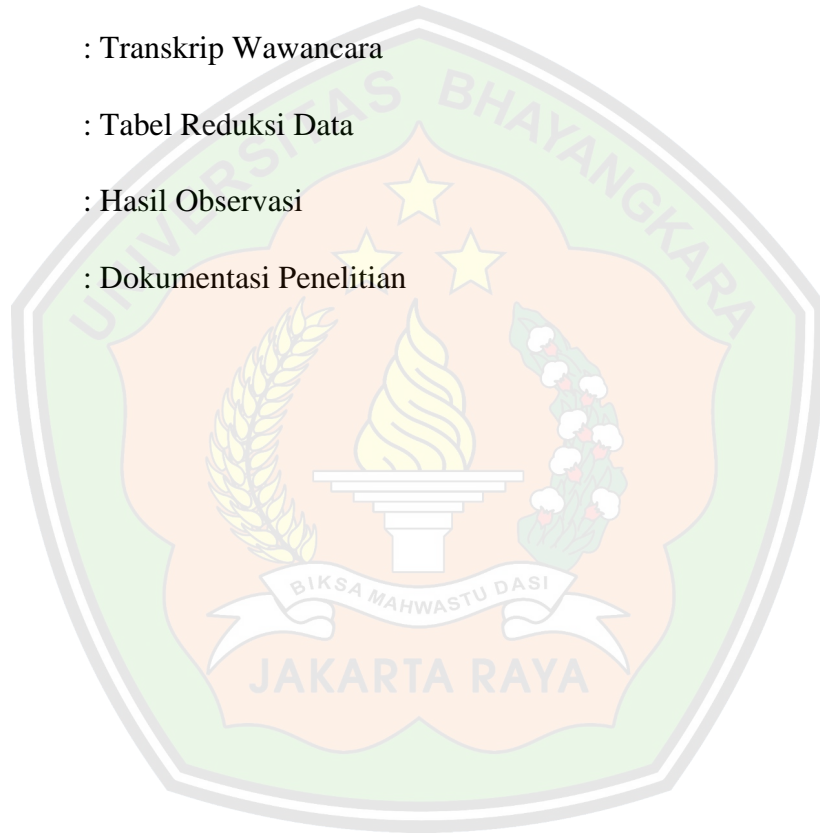 : Transkrip Wawancara
: Tabel Reduksi Data
: Hasil Observasi
: Dokumentasi Penelitian
UNIVERSITAS BHAYANGKARA
BIKSA MAHWASTU DASI
JAKARTA RAYA